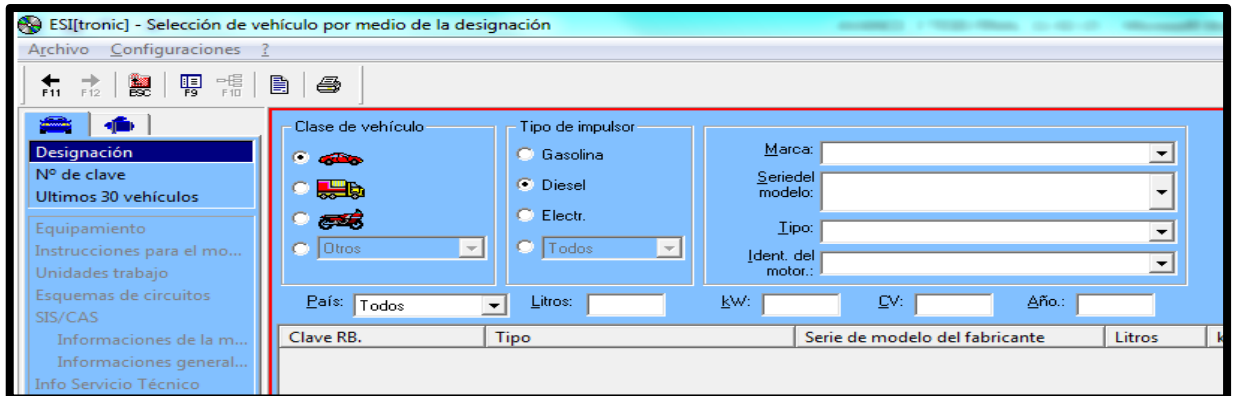 ESI[tronic] - Selección de vehículo por medio de la designación
Archivo Configuraciones ?
F11 F12 ESC F9 F10
Designación
Nº de clave
Ultimos 30 vehículos
Equipamiento
Instrucciones para el mo...
Unidades trabajo
Esquemas de circuitos
SIS/CAS
Informaciones de la m...
Informaciones general...
Info Servicio Técnico
Clase de vehículo
Otros
Tipo de impulsor
Gasolina
Diesel
Electr.
Todos
Marca:
Seriedel
modelo:
Tipo:
Ident. del
motor.:
País: Todos Litros: kW: CV: Año.:
Clave RB. Tipo Serie de modelo del fabricante Litros k